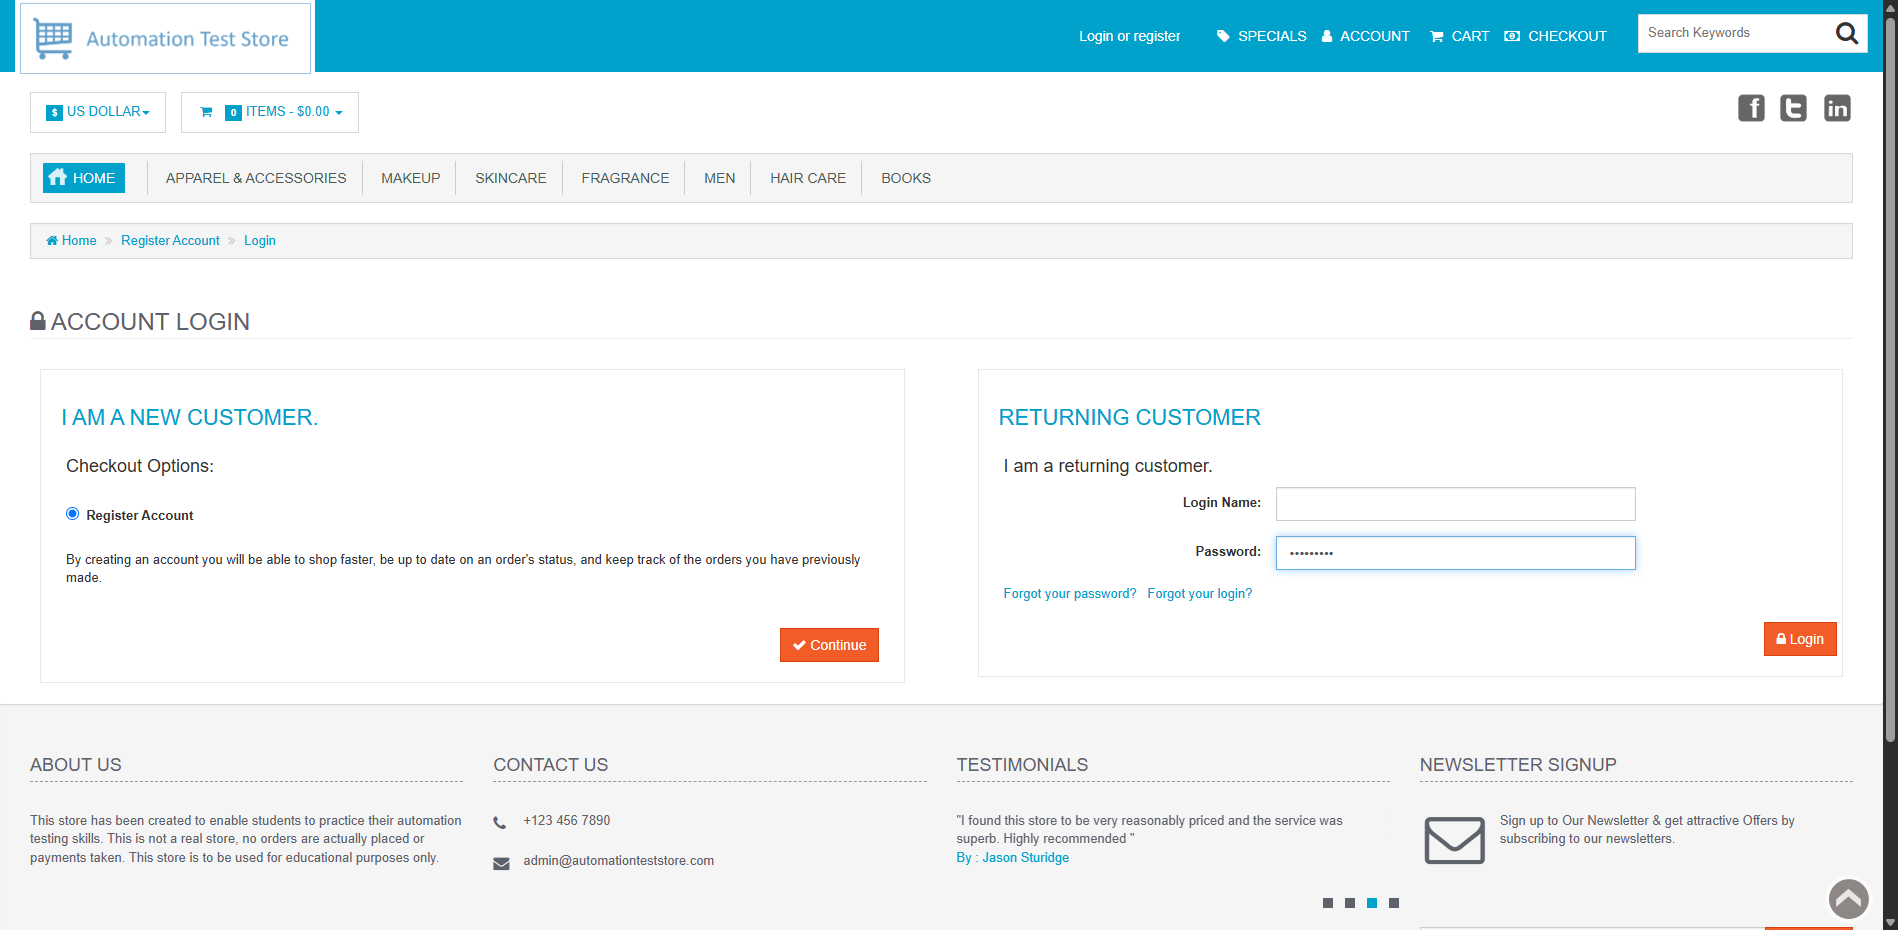 Automation Test Store
Login or register
SPECIALS
ACCOUNT
CART
CHECKOUT
Search Keywords
$ US DOLLAR
0 ITEMS - $0.00
HOME
APPAREL & ACCESSORIES
MAKEUP
SKINCARE
FRAGRANCE
MEN
HAIR CARE
BOOKS
Home » Register Account » Login
ACCOUNT LOGIN
I AM A NEW CUSTOMER.
Checkout Options:
Register Account
By creating an account you will be able to shop faster, be up to date on an order's status, and keep track of the orders you have previously
made.
Continue
RETURNING CUSTOMER
I am a returning customer.
Login Name:
Password: •••••••••
Forgot your password? Forgot your login?
Login
ABOUT US
This store has been created to enable students to practice their automation
testing skills. This is not a real store, no orders are actually placed or
payments taken. This store is to be used for educational purposes only.
CONTACT US
+123 456 7890
admin@automationteststore.com
TESTIMONIALS
"I found this store to be very reasonably priced and the service was
superb. Highly recommended "
By : Jason Sturidge
NEWSLETTER SIGNUP
Sign up to Our Newsletter & get attractive Offers by
subscribing to our newsletters.